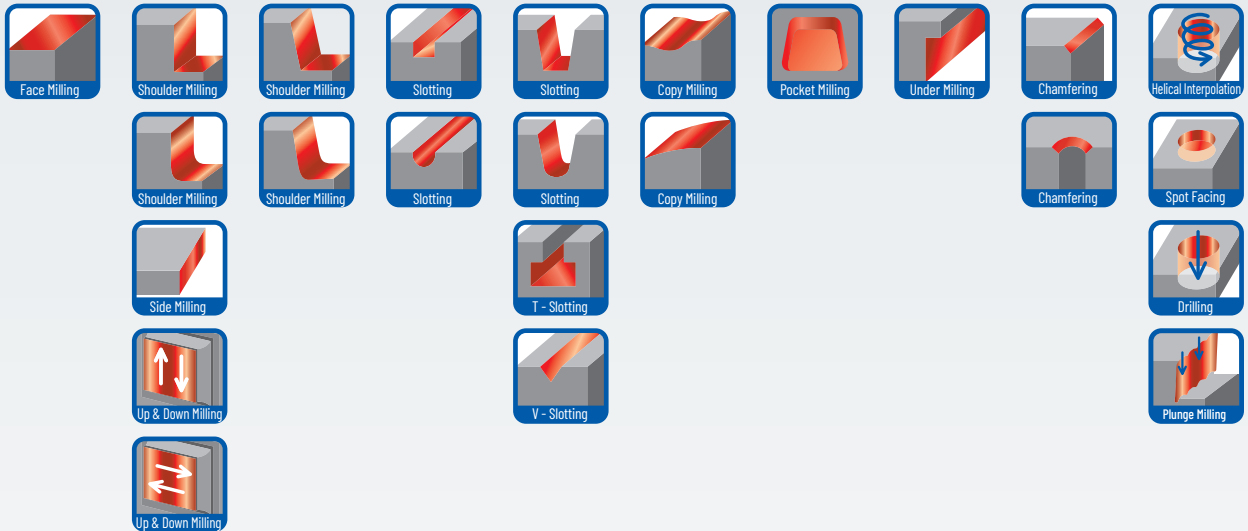 Face Milling
Shoulder Milling
Shoulder Milling
Slotting
Slotting
Copy Milling
Pocket Milling
Under Milling
Chamfering
Helical Interpolation
Shoulder Milling
Shoulder Milling
Slotting
Slotting
Copy Milling
Chamfering
Spot Facing
Side Milling
T - Slotting
Drilling
Up & Down Milling
V - Slotting
Plunge Milling
Up & Down Milling